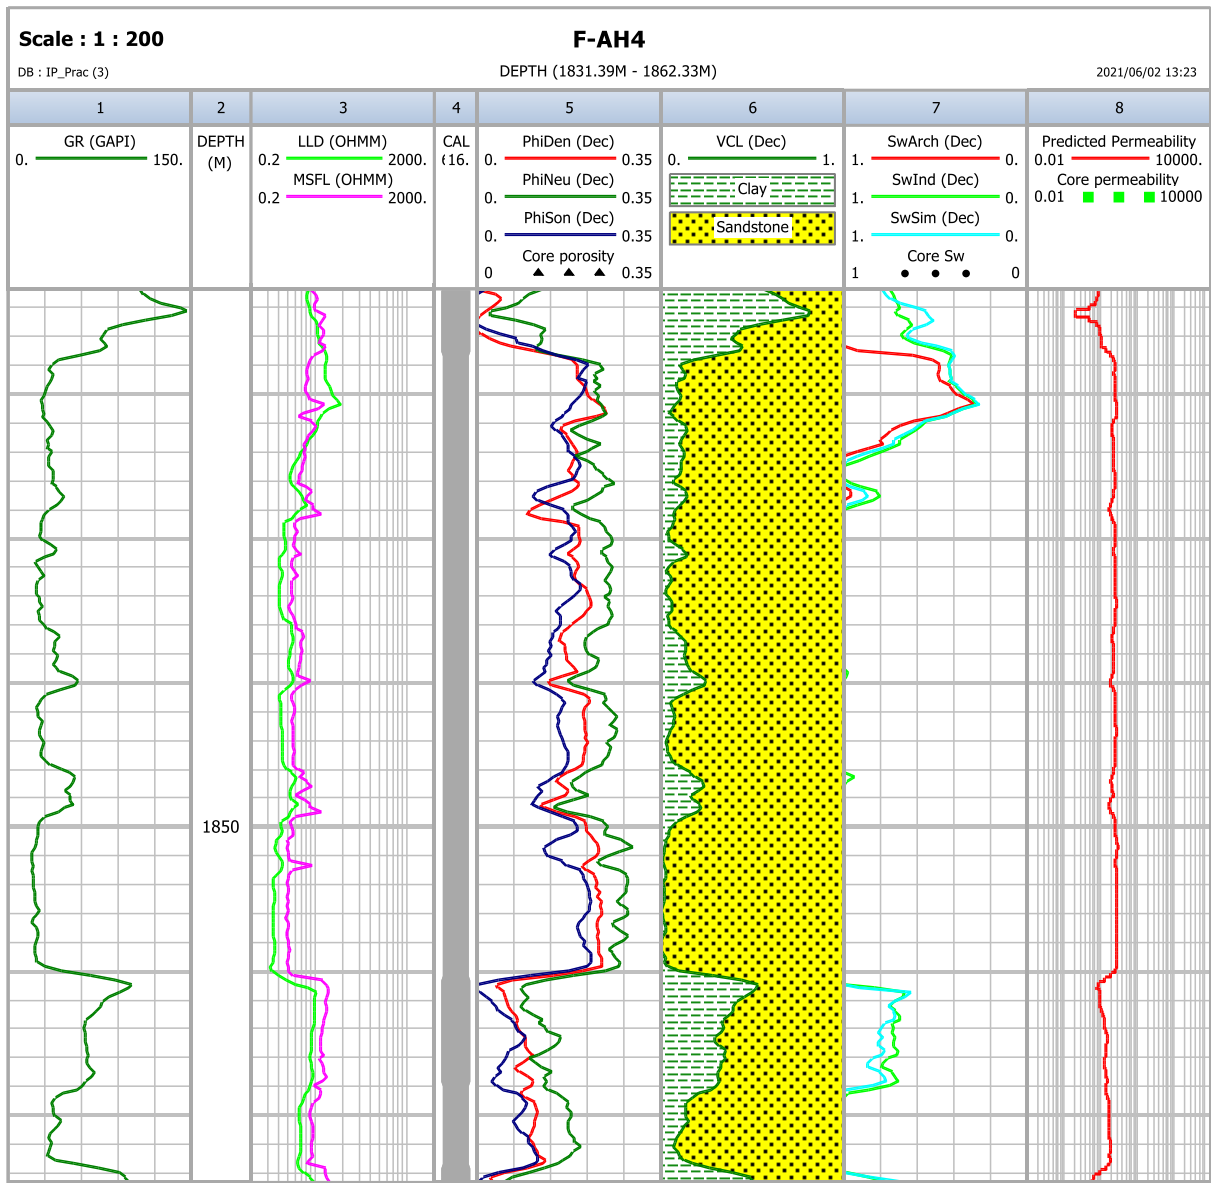 Scale : 1 : 200
F-AH4
DB : IP_Prac (3)
DEPTH (1831.39M - 1862.33M)
2021/06/02 13:23
1 2 3 4 5 6 7 8
GR (GAPI)
0. 150.
DEPTH
(M)
LLD (OHMM)
0.2 2000.
MSFL (OHMM)
0.2 2000.
CAL
16.
PhiDen (Dec)
0. 0.35
PhiNeu (Dec)
0. 0.35
PhiSon (Dec)
0. 0.35
Core porosity
0 0.35
VCL (Dec)
0. 1.
Clay
Sandstone
SwArch (Dec)
1. 0.
SwInd (Dec)
1. 0.
SwSim (Dec)
1. 0.
Core Sw
1 0
Predicted Permeability
0.01 10000.
Core permeability
0.01 10000
1850